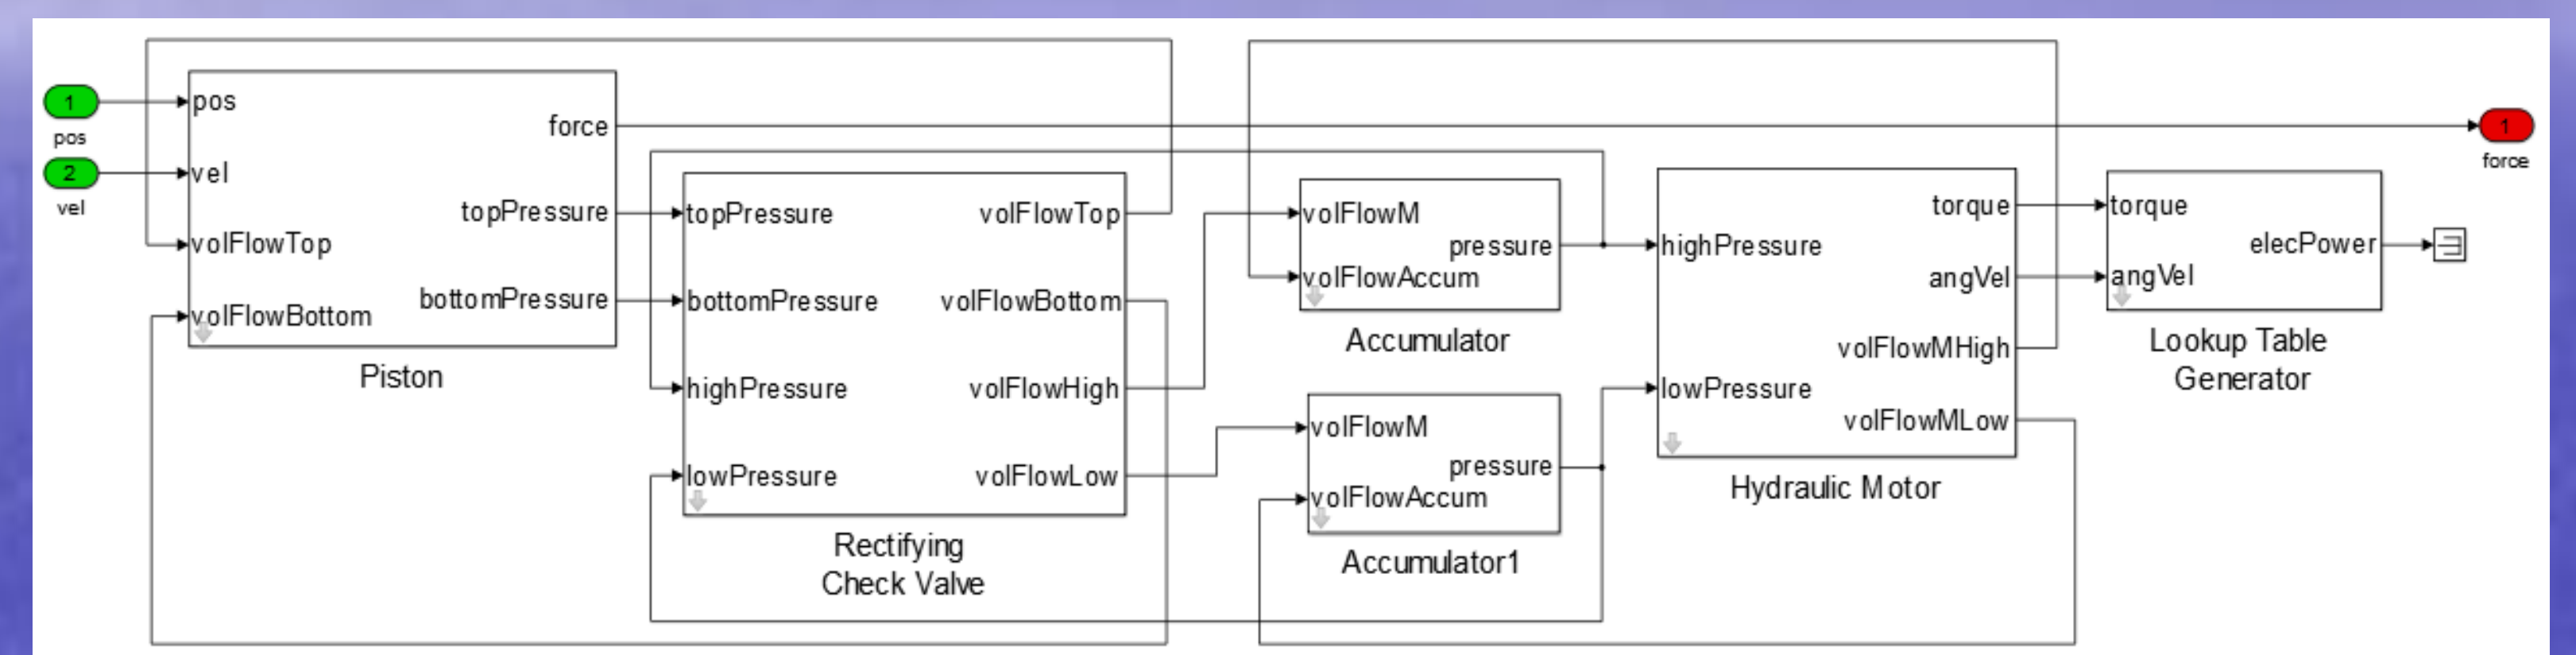 1
pos
2
vel
pos
vel
volFlowTop
volFlowBottom
force
topPressure
bottomPressure
Piston
topPressure
bottomPressure
highPressure
lowPressure
volFlowTop
volFlowBottom
volFlowHigh
volFlowLow
Rectifying
Check Valve
volFlowM
volFlowAccum
pressure
Accumulator
volFlowM
volFlowAccum
pressure
Accumulator1
highPressure
lowPressure
torque
angVel
volFlowMHigh
volFlowMLow
Hydraulic Motor
torque
angVel
elecPower
Lookup Table
Generator
1
force